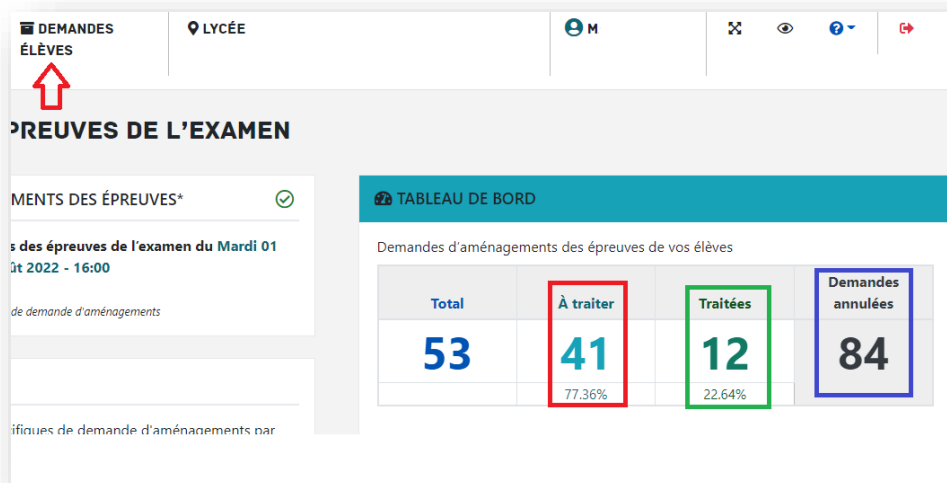 DEMANDES
ÉLÈVES
LYCÉE
M
PREUVES DE L'EXAMEN
MENTS DES ÉPREUVES*
s des épreuves de l'examen du Mardi 01
ût 2022 - 16:00
de demande d'aménagements
TABLEAU DE BORD
Demandes d'aménagements des épreuves de vos élèves
Total À traiter Traitées Demandes annulées
53 41 12 84
77.36% 22.64%
ifiques de demande d'aménagements par